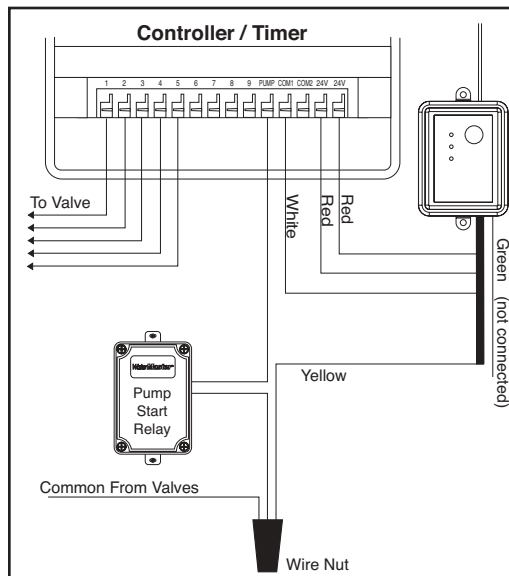 Controller / Timer
1 2 3 4 5 6 7 8 9 PUMP COM1 COM2 24V 24V
To Valve
White
Red
Red
Green (not connected)
Yellow
WaterMaster™
Pump
Start
Relay
Common From Valves
Wire Nut